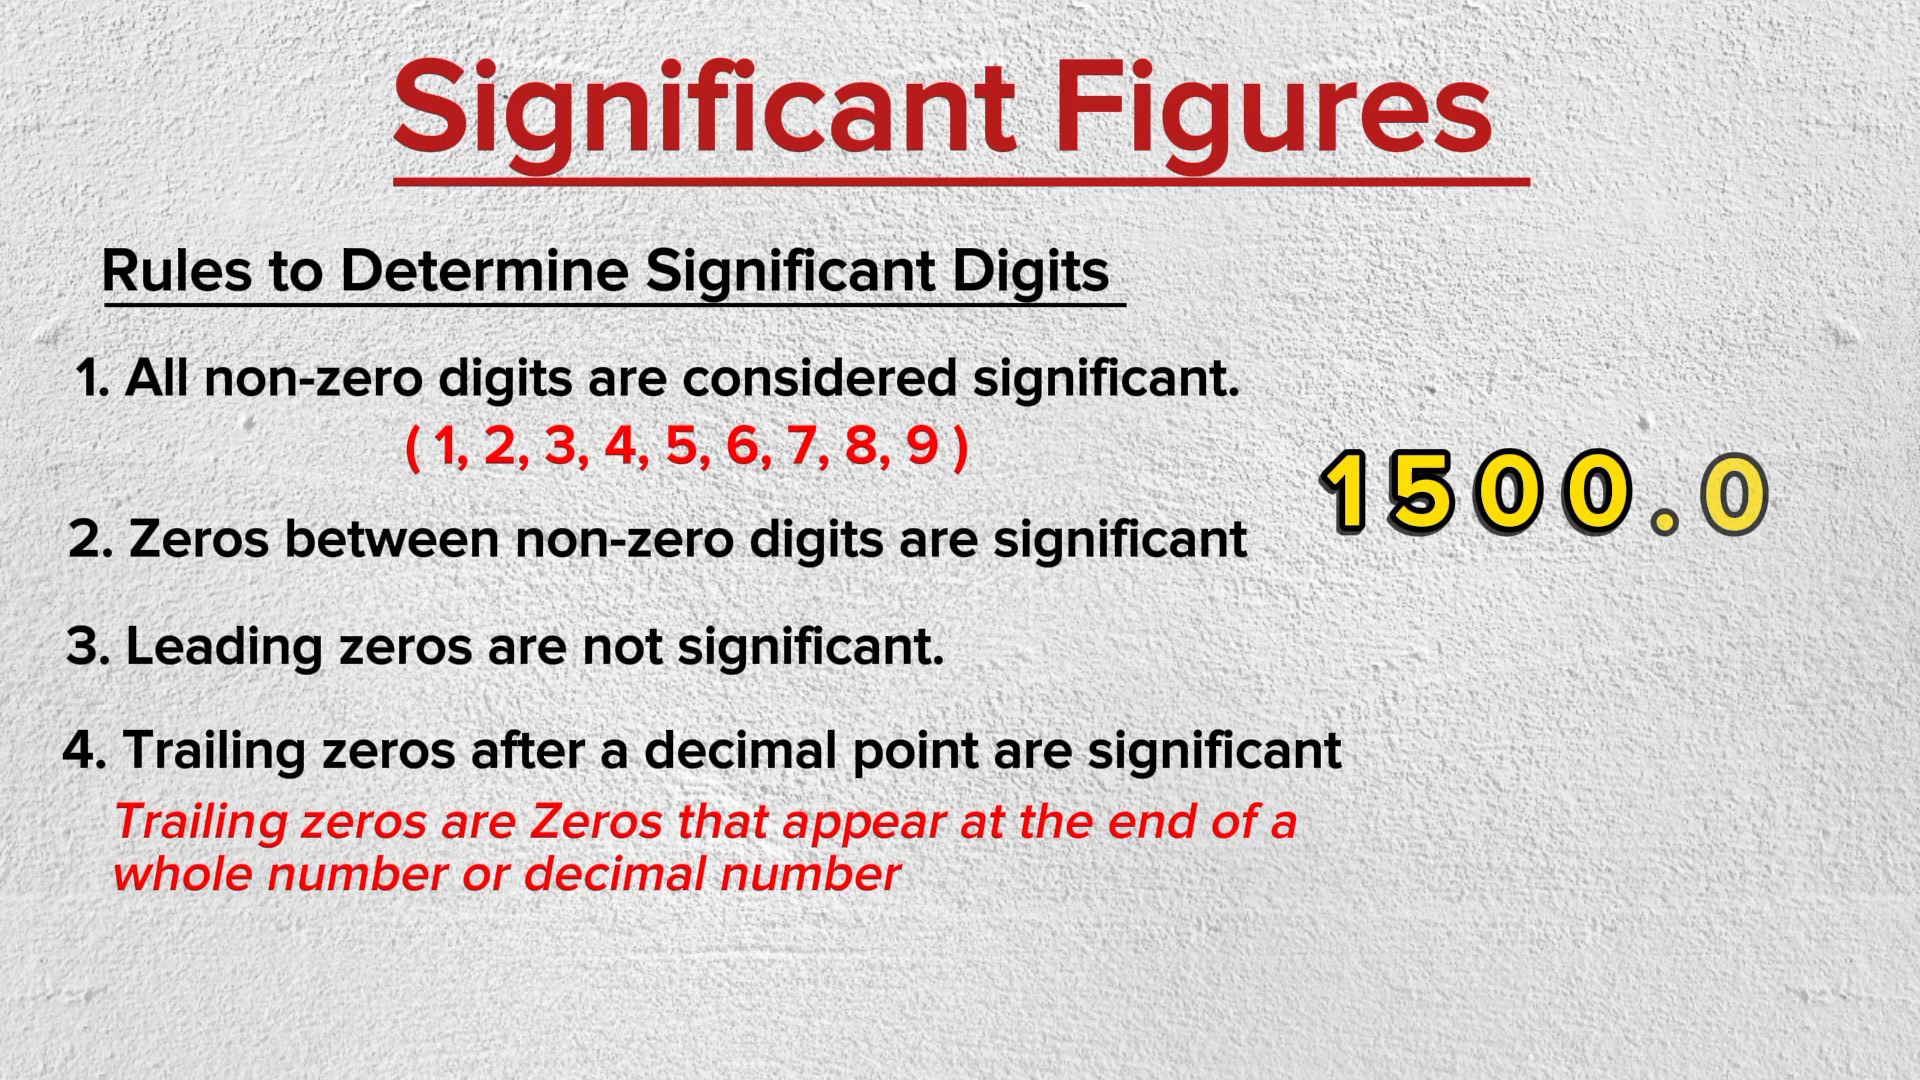 Significant Figures
Rules to Determine Significant Digits
1. All non-zero digits are considered significant.
( 1, 2, 3, 4, 5, 6, 7, 8, 9 )
1500.0
2. Zeros between non-zero digits are significant
3. Leading zeros are not significant.
4. Trailing zeros after a decimal point are significant
Trailing zeros are Zeros that appear at the end of a
whole number or decimal number